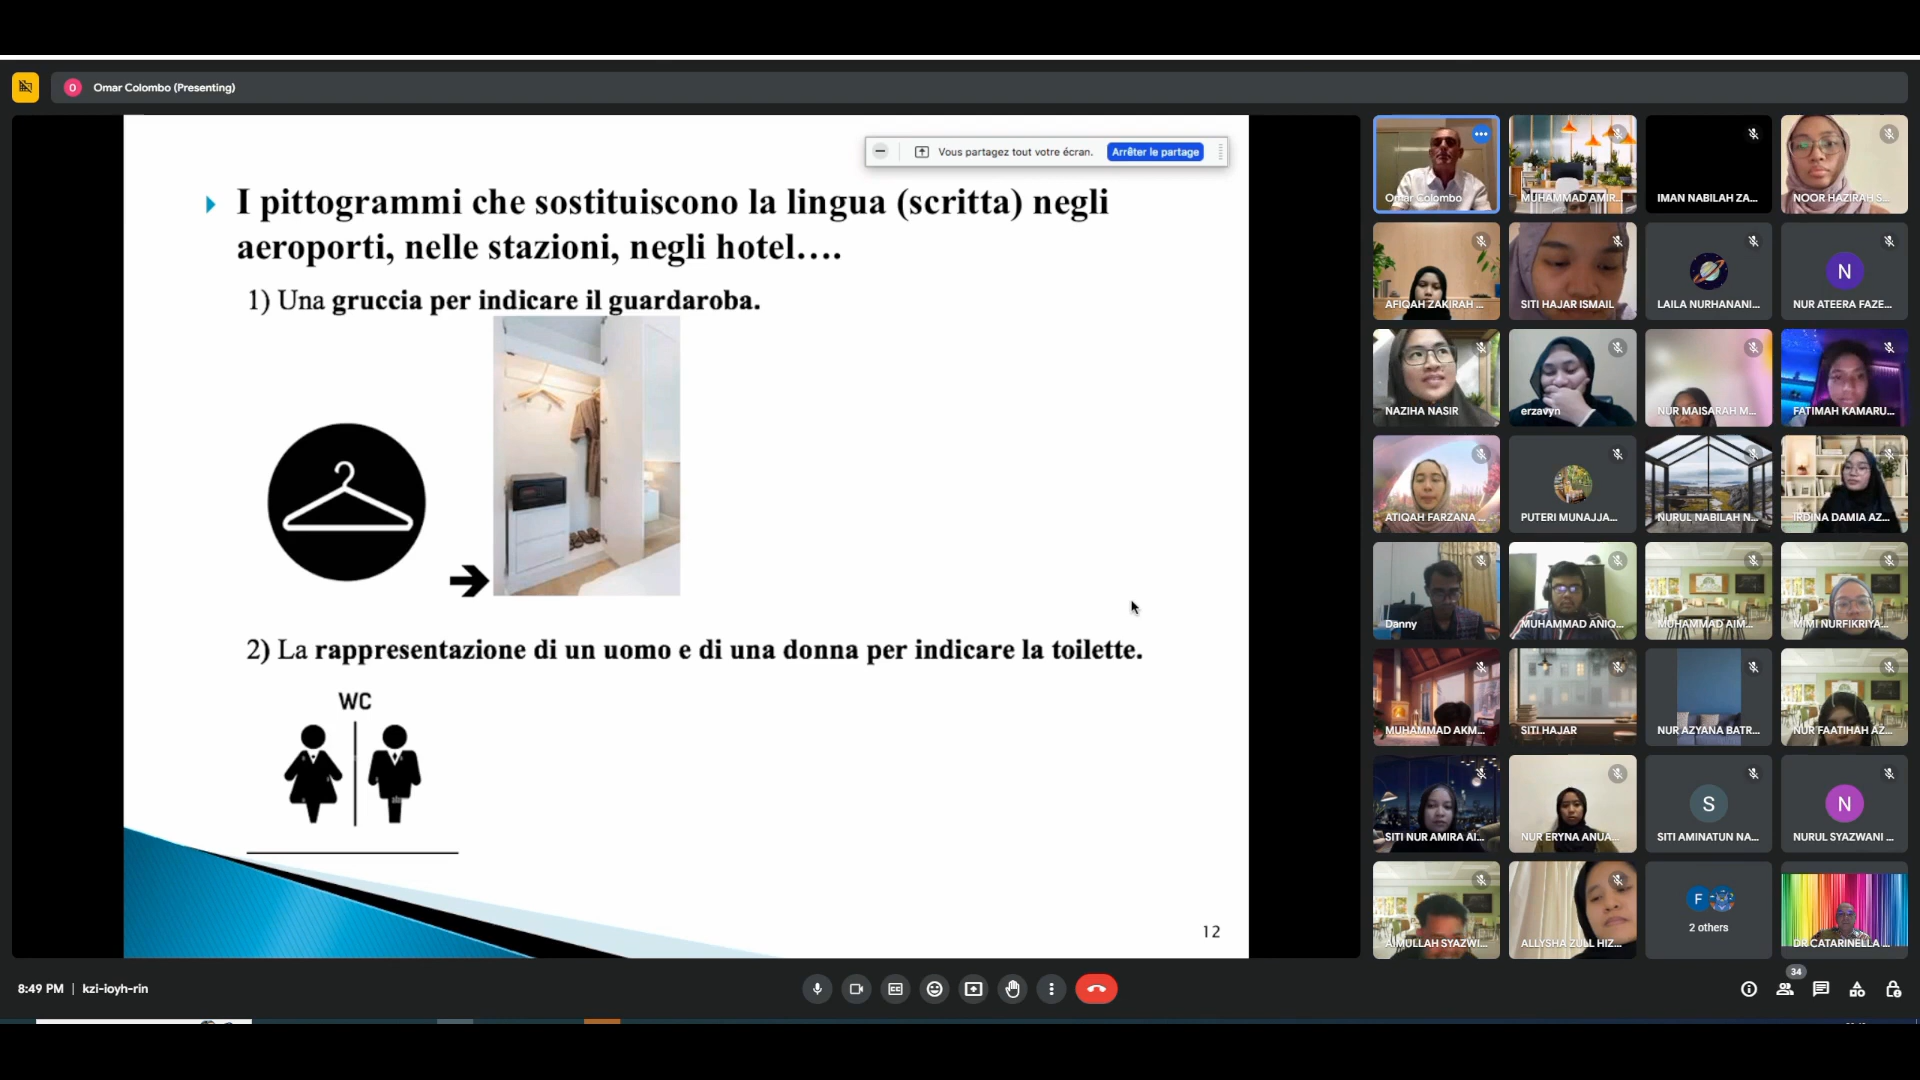 Omar Colombo (Presenting)
O
Vous partagez tout votre écran.
Arrêter le partage
I pittogrammi che sostituiscono la lingua (scritta) negli
aeroporti, nelle stazioni, negli hotel....
1) Una gruccia per indicare il guardaroba.
2) La rappresentazione di un uomo e di una donna per indicare la toilette.
WC
12
Omar Colombo
MUHAMMAD AMIR...
IMAN NABILAH ZA...
NOOR HAZIRAH S...
AFIQAH ZAKIRAH ...
SITI HAJAR ISMAIL
LAILA NURHANANI...
N
NUR ATEERA FAZE...
NAZIHA NASIR
erzavyn
NUR MAISARAH M...
FATIMAH KAMARU...
ATIQAH FARZANA ...
PUTERI MUNAJJA...
NURUL NABILAH N...
IRDINA DAMIA AZ...
Danny
MUHAMMAD ANIQ...
MUHAMMAD AIM...
MIMI NURFIKRIYA...
MUHAMMAD AKM...
SITI HAJAR
NUR AZYANA BATR...
NUR FAATIHAH AZ...
SITI NUR AMIRA AI...
NUR ERYNA ANUA...
S
SITI AMINATUN NA...
N
NURUL SYAZWANI ...
AIMULLAH SYAZWI...
ALLYSHA ZULL HIZ...
F
2 others
DR CATARINELLA ...
8:49 PM | kzi-ioyh-rin
34